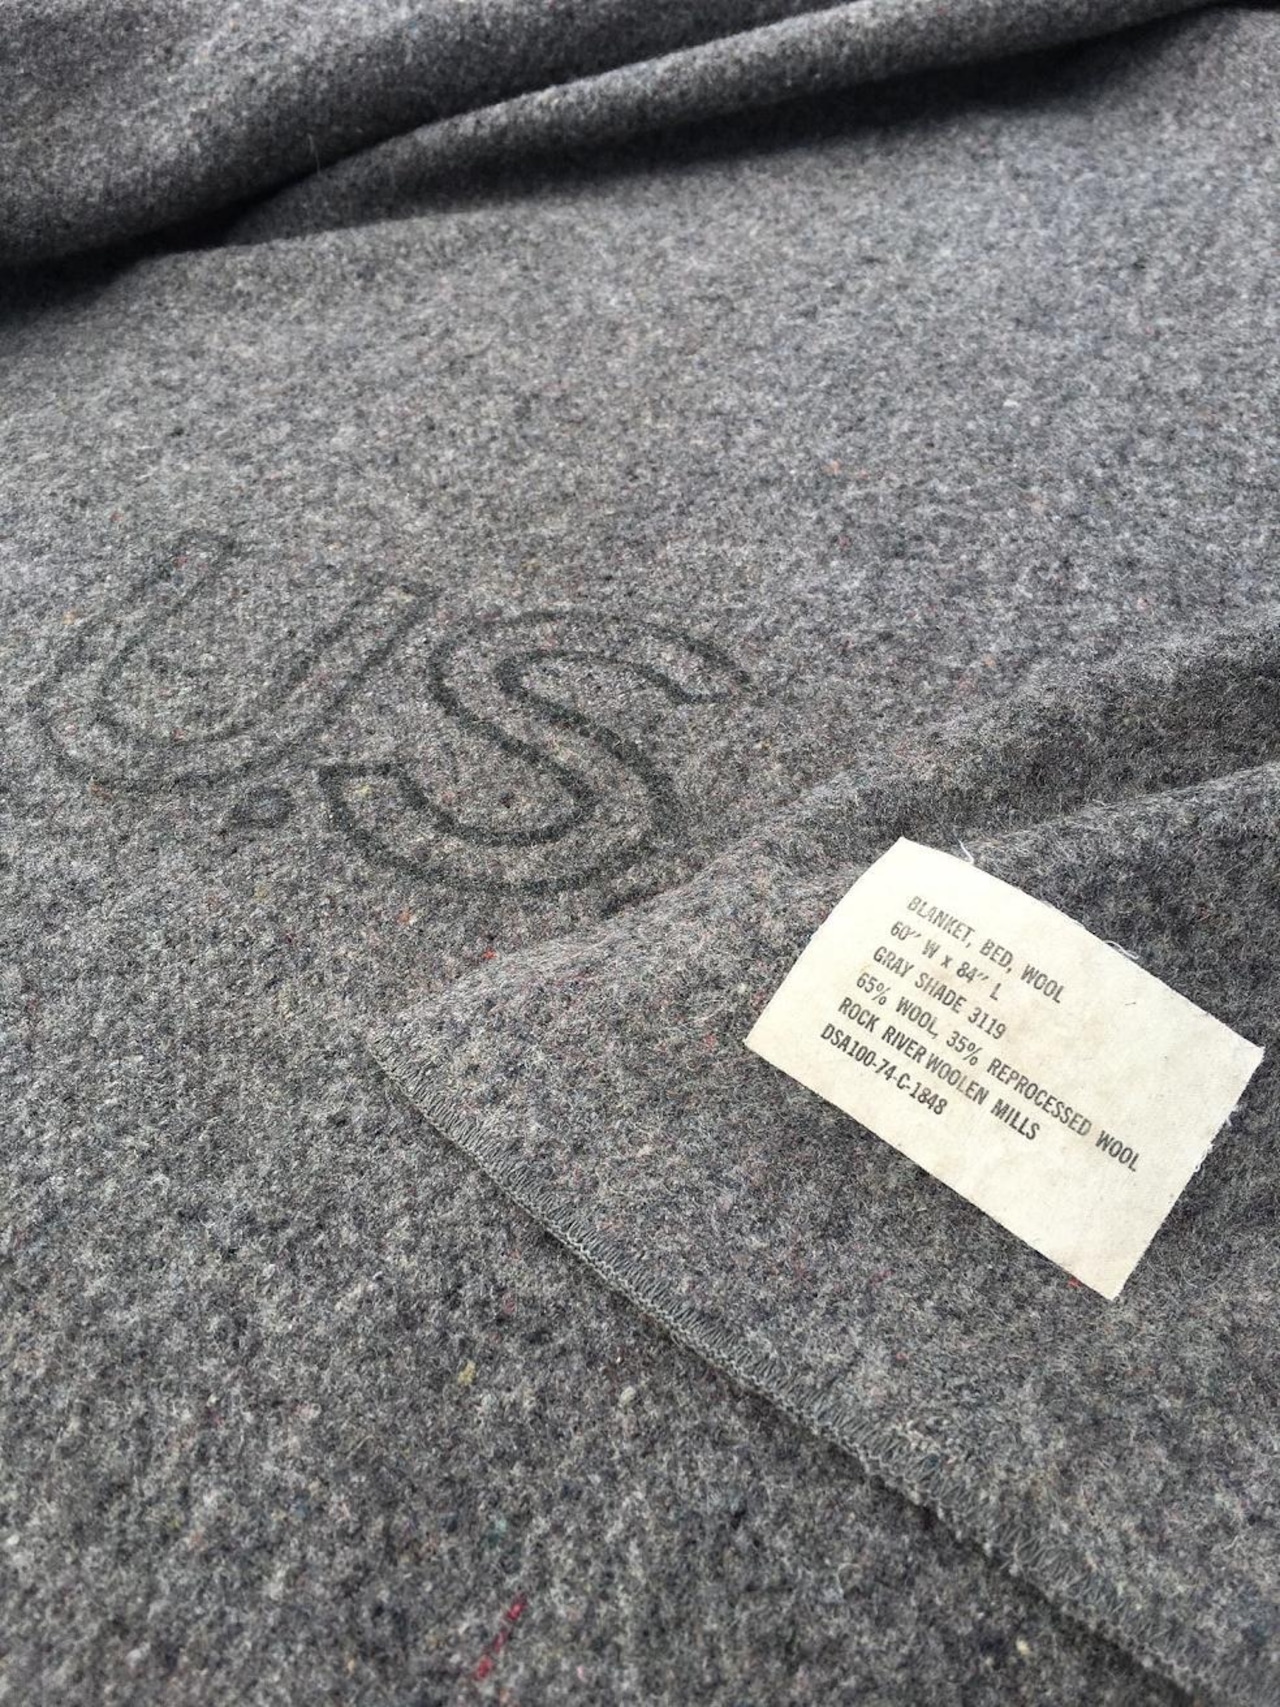 U.S
BLANKET, BED, WOOL
60" W x 84" L
GRAY SHADE 3119
65% WOOL, 35% REPROCESSED WOOL
ROCK RIVER WOOLEN MILLS
DSA100-74-C-1848